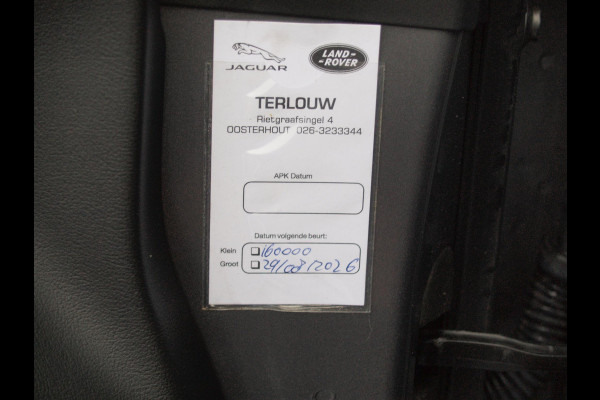 JAGUAR
LAND-
ROVER
TERLOUW
Rietgraafsingel 4
OOSTERHOUT 026-3233344
APK Datum
Datum volgende beurt:
Klein 160000
Groot 29/08/2026